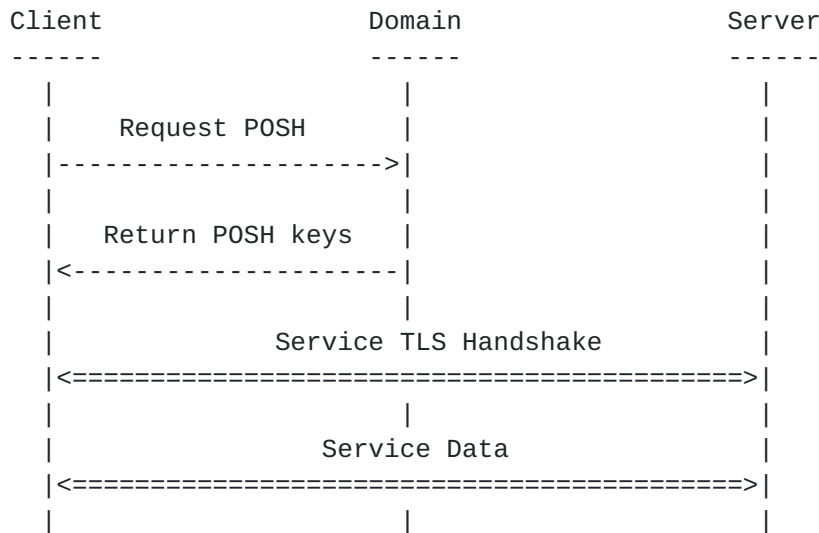 Client                 Domain                 Server
------                 ------                 ------
  |                      |                      |
  |    Request POSH      |                      |
  |--------------------->|                      |
  |                      |                      |
  |   Return POSH keys   |                      |
  |<---------------------|                      |
  |                      |                      |
  |              Service TLS Handshake          |
  |<===========================================>|
  |                      |                      |
  |                 Service Data                |
  |<===========================================>|
  |                      |                      |